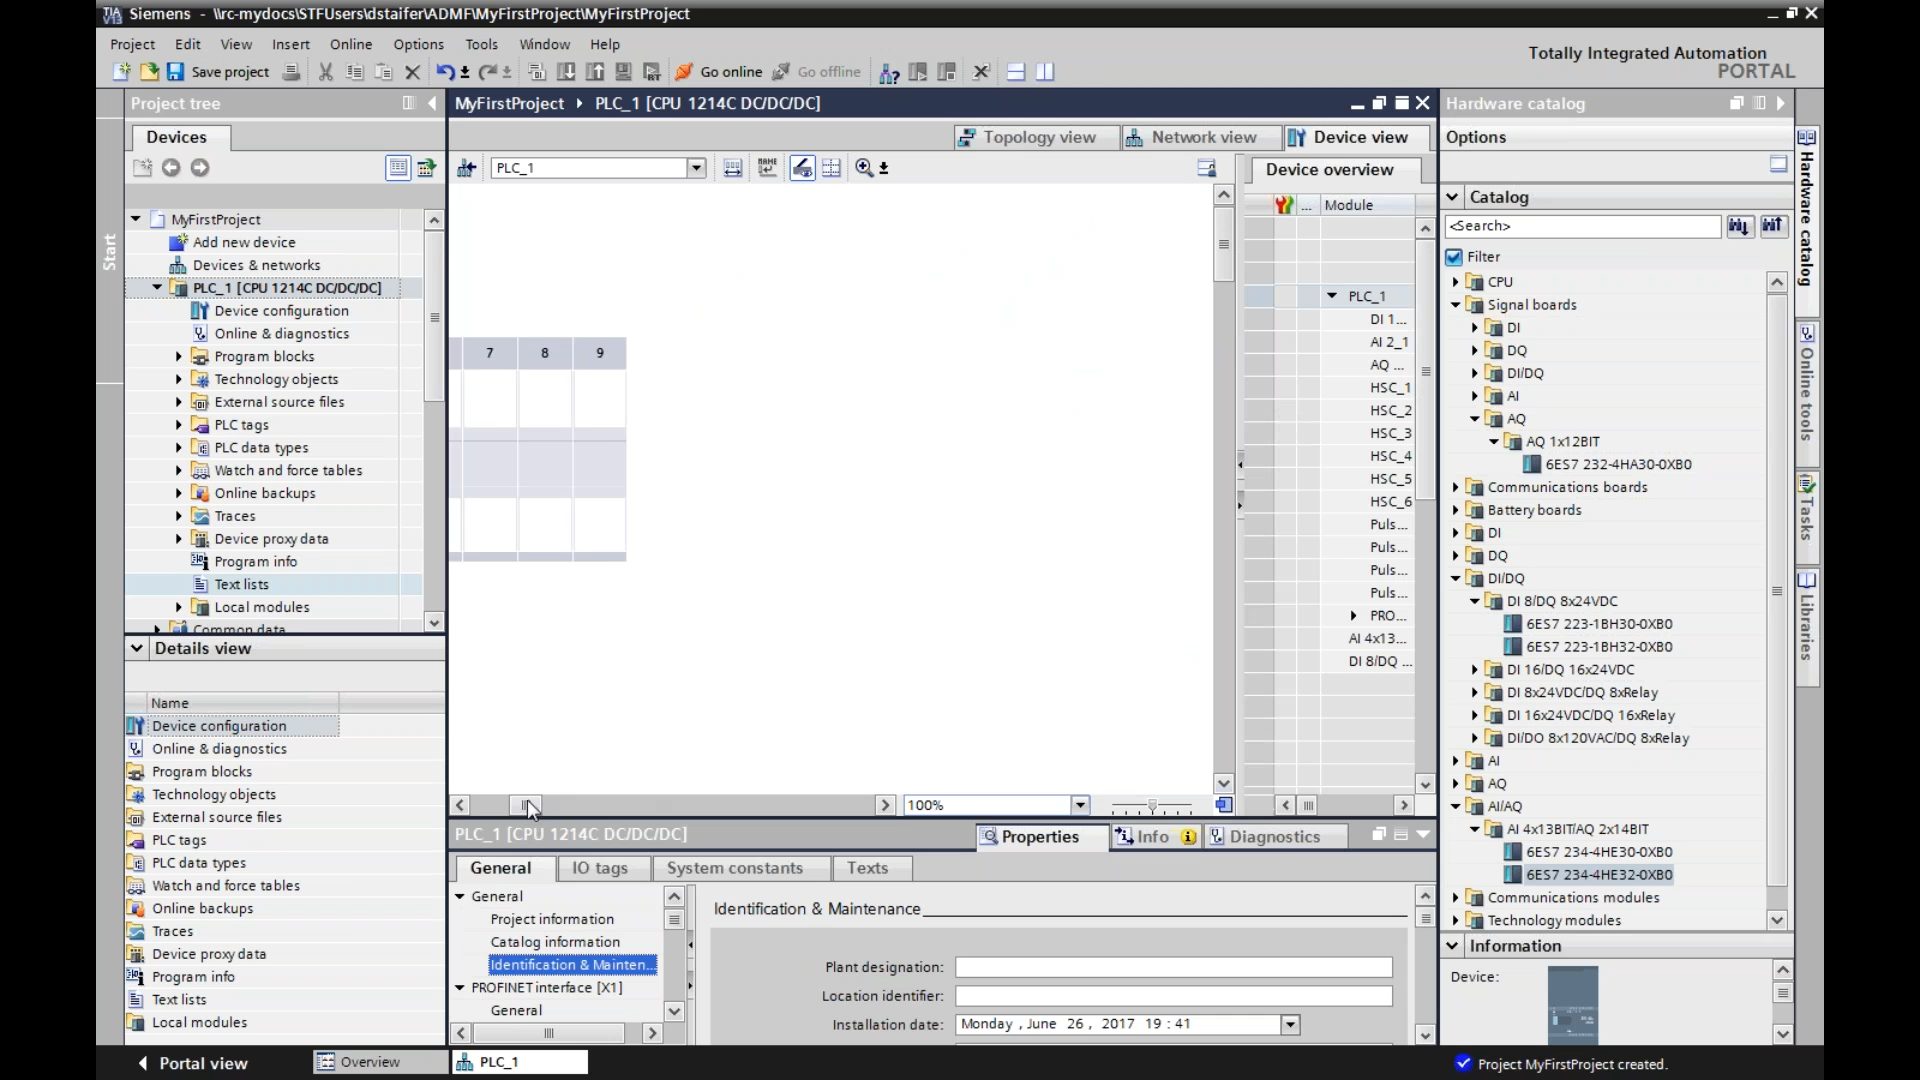 Siemens - \\rc-mydocs\STFUsers\dstaifer\ADMF\MyFirstProject\MyFirstProject
Project Edit View Insert Online Options Tools Window Help
Totally Integrated Automation
PORTAL
Save project
Go online
Go offline
Project tree
MyFirstProject
PLC_1 [CPU 1214C DC/DC/DC]
Hardware catalog
Devices
Topology view
Network view
Device view
Options
PLC_1
Device overview
... Module
Start
MyFirstProject
Add new device
Devices & networks
PLC_1 [CPU 1214C DC/DC/DC]
Device configuration
Online & diagnostics
Program blocks
Technology objects
External source files
PLC tags
PLC data types
Watch and force tables
Online backups
Traces
Device proxy data
Program info
Text lists
Local modules
Common data
7 8 9
PLC_1
DI 1...
AI 2_1
AQ ...
HSC_1
HSC_2
HSC_3
HSC_4
HSC_5
HSC_6
Puls...
Puls...
Puls...
Puls...
PRO...
AI 4x13...
DI 8/DQ ...
100%
Catalog
<Search>
Filter
CPU
Signal boards
DI
DQ
DI/DQ
AI
AQ
AQ 1x12BIT
6ES7 232-4HA30-0XB0
Communications boards
Battery boards
DI
DQ
DI/DQ
DI 8/DQ 8x24VDC
6ES7 223-1BH30-0XB0
6ES7 223-1BH32-0XB0
DI 16/DQ 16x24VDC
DI 8x24VDC/DQ 8xRelay
DI 16x24VDC/DQ 16xRelay
DI/DO 8x120VAC/DQ 8xRelay
AI
AQ
AI/AQ
AI 4x13BIT/AQ 2x14BIT
6ES7 234-4HE30-0XB0
6ES7 234-4HE32-0XB0
Communications modules
Technology modules
Information
Device:
Hardware catalog
Online tools
Tasks
Libraries
Details view
Name
Device configuration
Online & diagnostics
Program blocks
Technology objects
External source files
PLC tags
PLC data types
Watch and force tables
Online backups
Traces
Device proxy data
Program info
Text lists
Local modules
PLC_1 [CPU 1214C DC/DC/DC]
Properties
Info
Diagnostics
General
IO tags
System constants
Texts
General
Project information
Catalog information
Identification & Mainten...
PROFINET interface [X1]
General
Identification & Maintenance
Plant designation:
Location identifier:
Installation date: Monday , June 26 , 2017 19 : 41
Portal view
Overview
PLC_1
Project MyFirstProject created.